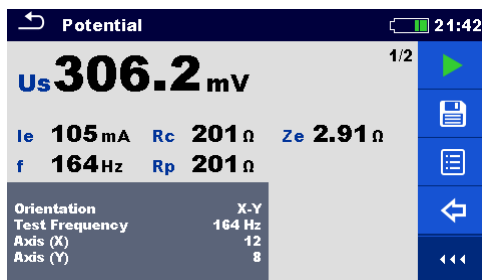 Potential 21:42
1/2
Us 306.2 mV
Ie 105 mA Rc 201 Ω Ze 2.91 Ω
f 164 Hz Rp 201 Ω
Orientation X-Y
Test Frequency 164 Hz
Axis (X) 12
Axis (Y) 8